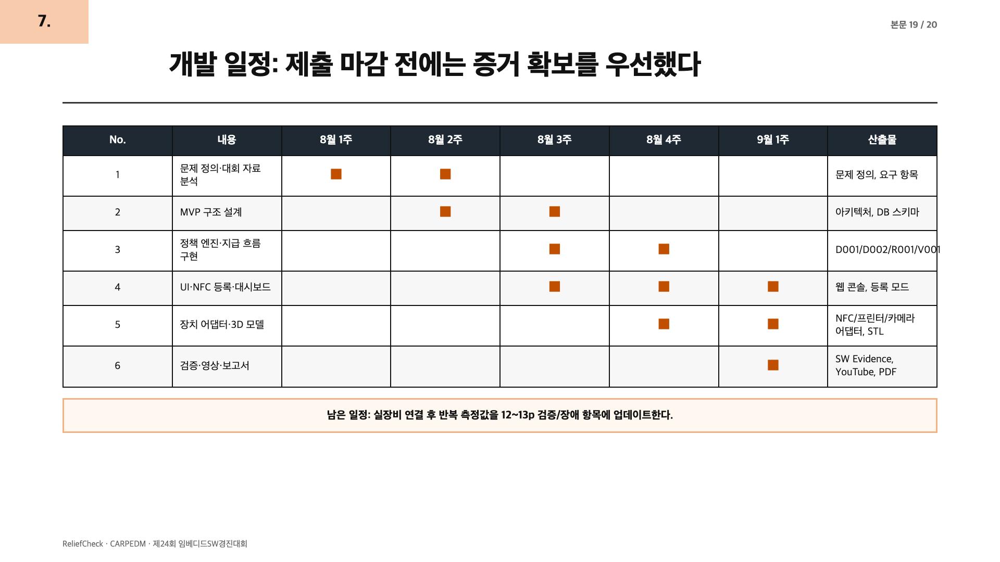 7.
본문 19 / 20
개발 일정: 제출 마감 전에는 증거 확보를 우선했다
No. 내용 8월 1주 8월 2주 8월 3주 8월 4주 9월 1주 산출물
1 문제 정의·대회 자료 분석 ■ ■ 문제 정의, 요구 항목
2 MVP 구조 설계 ■ ■ 아키텍처, DB 스키마
3 정책 엔진·지급 흐름 구현 ■ ■ D001/D002/R001/V001
4 UI·NFC 등록·대시보드 ■ ■ ■ 웹 콘솔, 등록 모드
5 장치 어댑터·3D 모델 ■ ■ NFC/프린터/카메라 어댑터, STL
6 검증·영상·보고서 ■ SW Evidence, YouTube, PDF
남은 일정: 실장비 연결 후 반복 측정값을 12~13p 검증/장애 항목에 업데이트한다.
ReliefCheck · CARPEDM · 제24회 임베디드SW경진대회